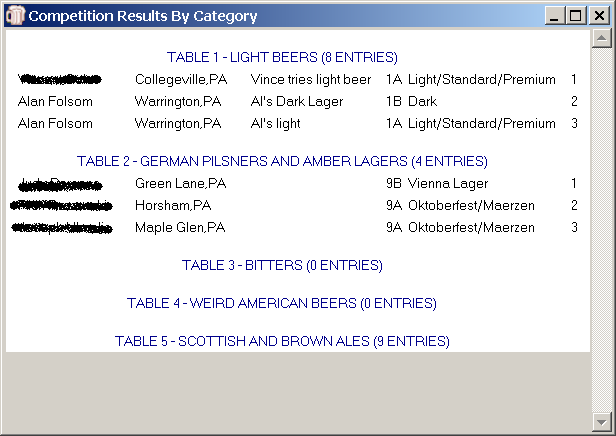 Competition Results By Category
TABLE 1 - LIGHT BEERS (8 ENTRIES)
Collegeville,PA Vince tries light beer 1A Light/Standard/Premium 1
Alan Folsom Warrington,PA Al's Dark Lager 1B Dark 2
Alan Folsom Warrington,PA Al's light 1A Light/Standard/Premium 3
TABLE 2 - GERMAN PILSNERS AND AMBER LAGERS (4 ENTRIES)
Green Lane,PA 9B Vienna Lager 1
Horsham,PA 9A Oktoberfest/Maerzen 2
Maple Glen,PA 9A Oktoberfest/Maerzen 3
TABLE 3 - BITTERS (0 ENTRIES)
TABLE 4 - WEIRD AMERICAN BEERS (0 ENTRIES)
TABLE 5 - SCOTTISH AND BROWN ALES (9 ENTRIES)